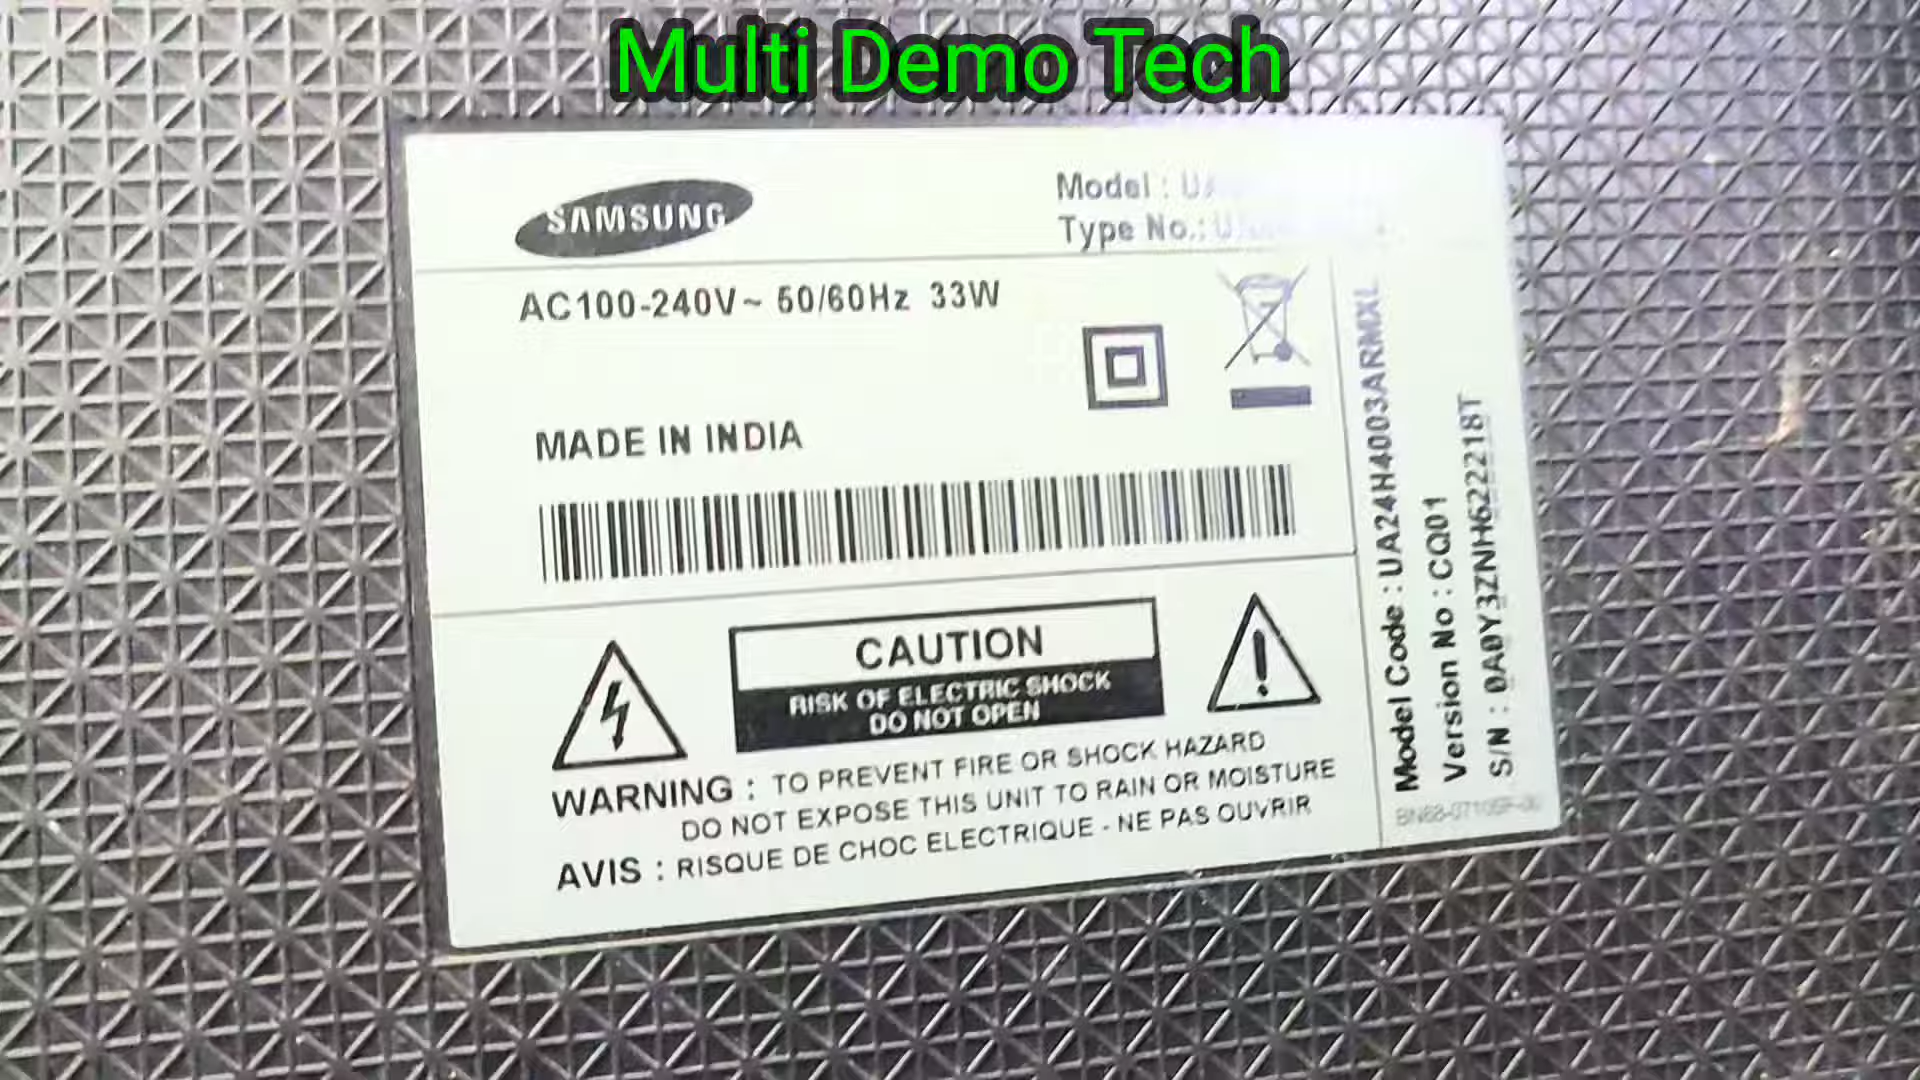 Multi Demo Tech
SAMSUNG
Model :
Type No.:
AC100-240V~ 50/60Hz 33W
MADE IN INDIA
CAUTION
RISK OF ELECTRIC SHOCK
DO NOT OPEN
WARNING : TO PREVENT FIRE OR SHOCK HAZARD
DO NOT EXPOSE THIS UNIT TO RAIN OR MOISTURE
AVIS : RISQUE DE CHOC ELECTRIQUE - NE PAS OUVRIR
Model Code : UA24H4003ARMXL
Version No : CQ01
S/N : 0A0Y3ZNH622218T